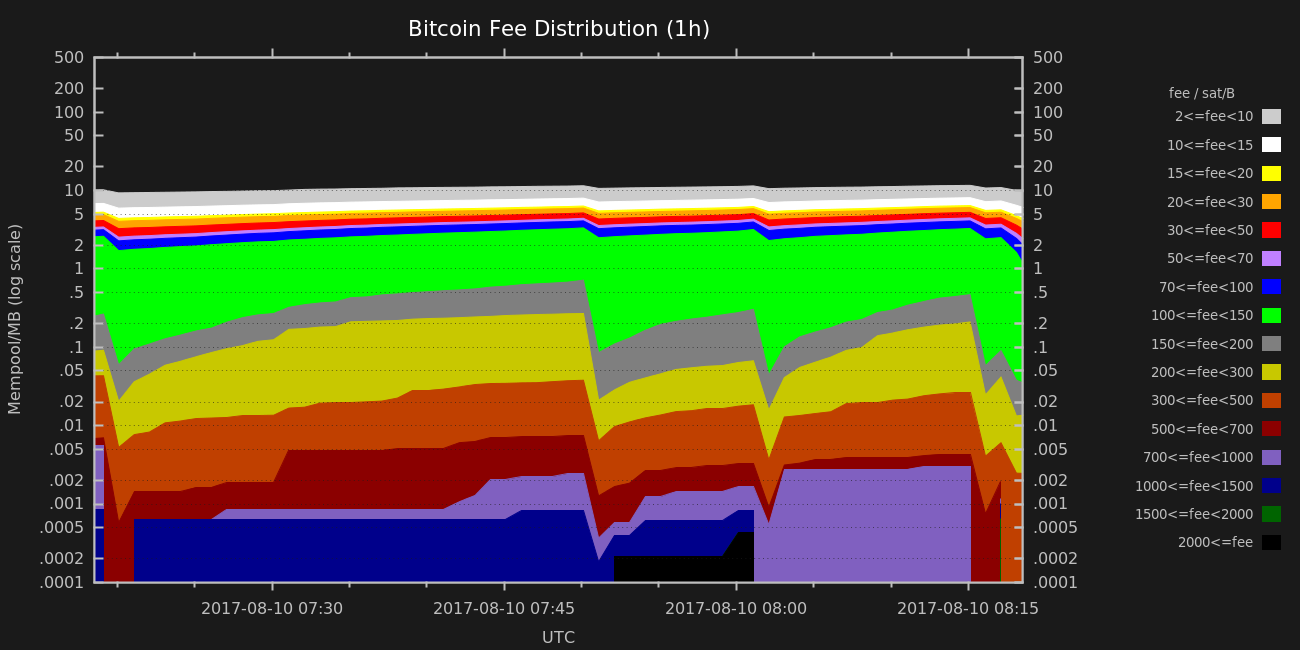 Bitcoin Fee Distribution (1h)
500 500
200 200
100 100
50 50
20 20
10 10
5 5
2 2
1 1
.5 .5
.2 .2
.1 .1
.05 .05
.02 .02
.01 .01
.005 .005
.002 .002
.001 .001
.0005 .0005
.0002 .0002
.0001 .0001
Mempool/MB (log scale)
2017-08-10 07:30 2017-08-10 07:45 2017-08-10 08:00 2017-08-10 08:15
UTC
fee / sat/B
2<=fee<10
10<=fee<15
15<=fee<20
20<=fee<30
30<=fee<50
50<=fee<70
70<=fee<100
100<=fee<150
150<=fee<200
200<=fee<300
300<=fee<500
500<=fee<700
700<=fee<1000
1000<=fee<1500
1500<=fee<2000
2000<=fee